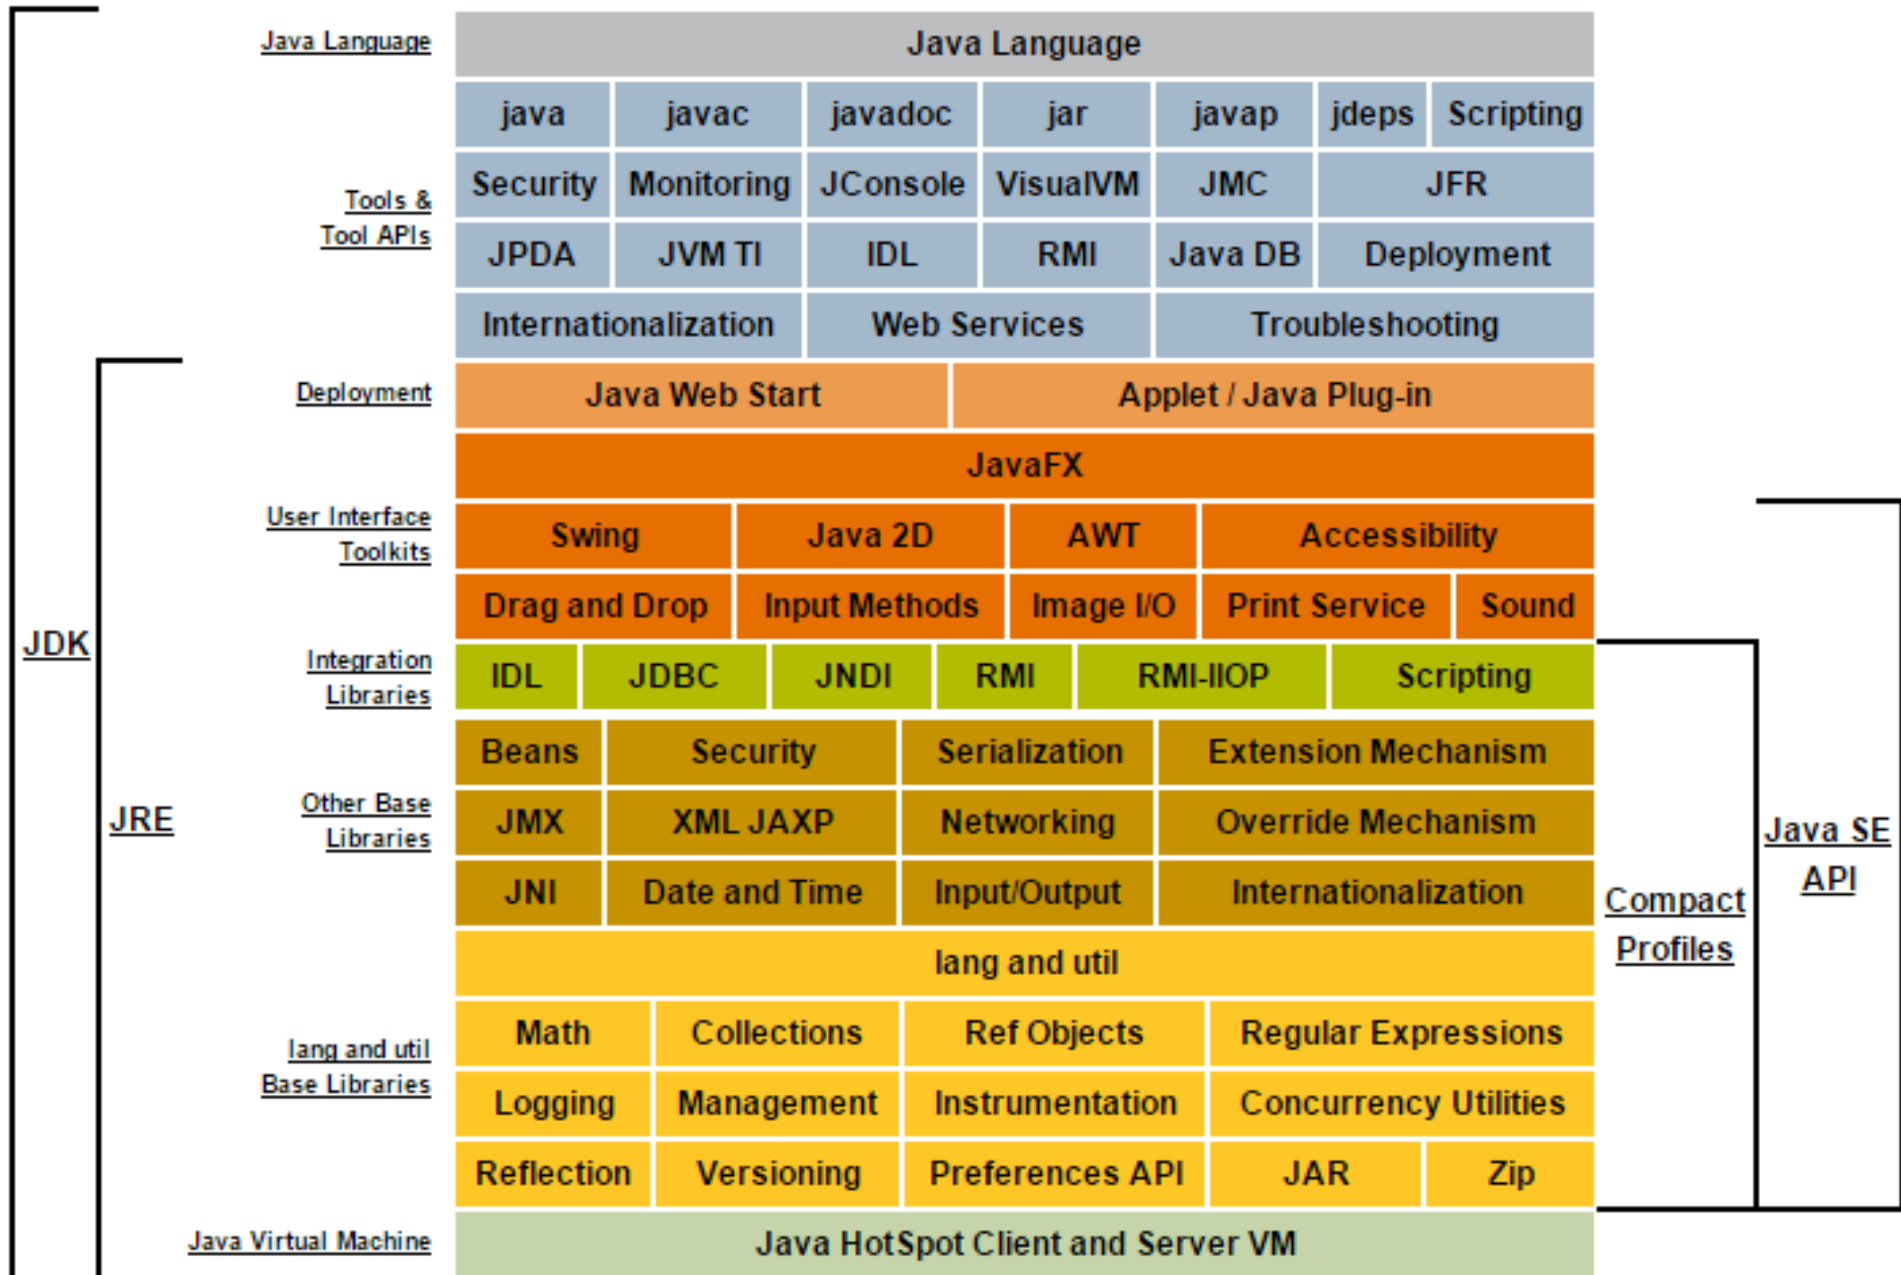 Java Language
Java Language
java javac javadoc jar javap jdeps Scripting
Security Monitoring JConsole VisualVM JMC JFR
Tools &
Tool APIs
JPDA JVM TI IDL RMI Java DB Deployment
Internationalization Web Services Troubleshooting
Deployment
Java Web Start Applet / Java Plug-in
JavaFX
User Interface
Toolkits
Swing Java 2D AWT Accessibility
Drag and Drop Input Methods Image I/O Print Service Sound
JDK
Integration
Libraries
IDL JDBC JNDI RMI RMI-IIOP Scripting
Beans Security Serialization Extension Mechanism
JRE
Other Base
Libraries
JMX XML JAXP Networking Override Mechanism
Java SE
API
JNI Date and Time Input/Output Internationalization
Compact
Profiles
lang and util
lang and util
Base Libraries
Math Collections Ref Objects Regular Expressions
Logging Management Instrumentation Concurrency Utilities
Reflection Versioning Preferences API JAR Zip
Java Virtual Machine
Java HotSpot Client and Server VM